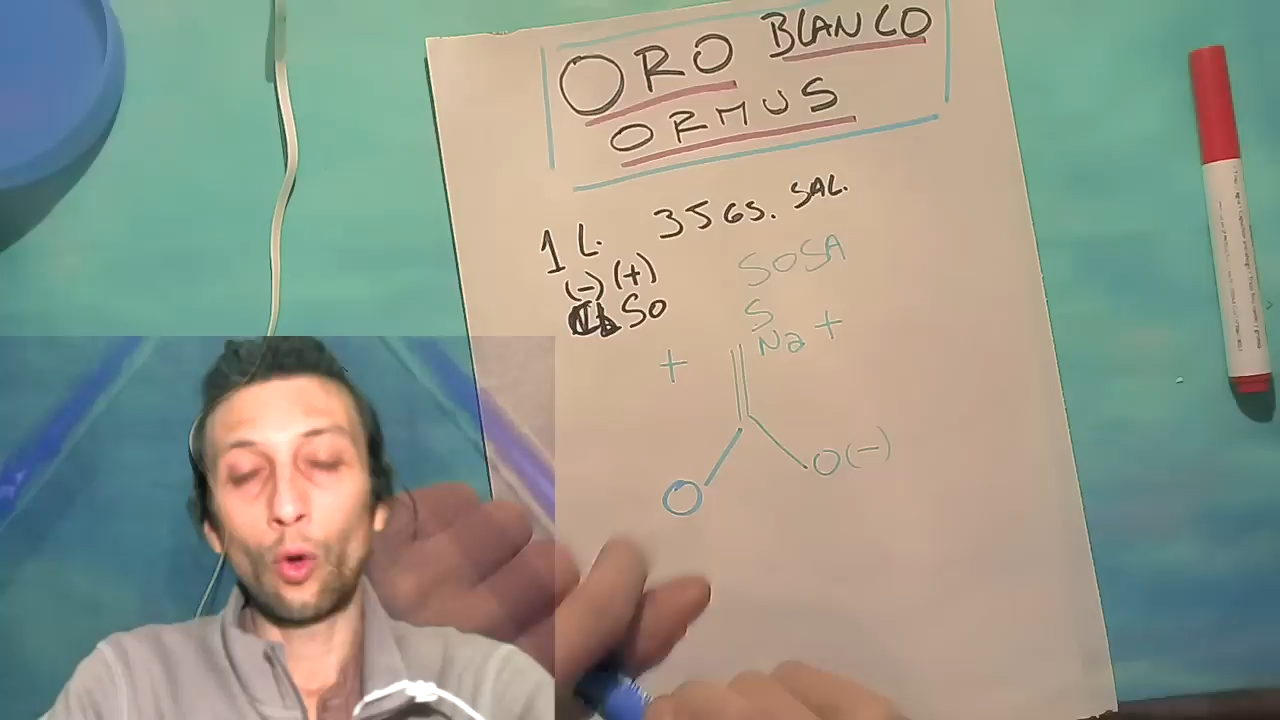 ORO BLANCO
ORMUS
1 L. 35 GS. SAL.
(-) (+)
So
SOSA
S
Na +
+
O(-)
O